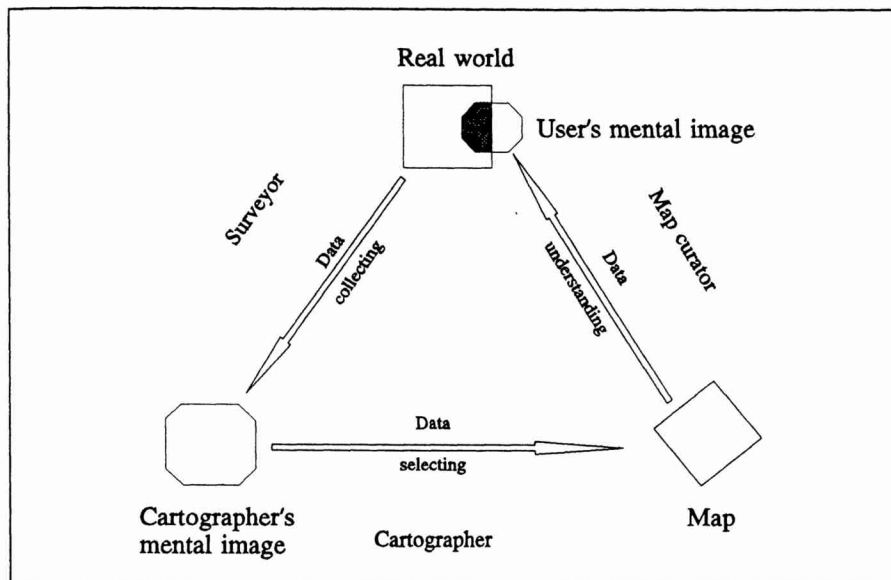 Real world
User's mental image
Surveyor
Data
collecting
Map curator
Data
understanding
Data
selecting
Cartographer's
mental image
Cartographer
Map